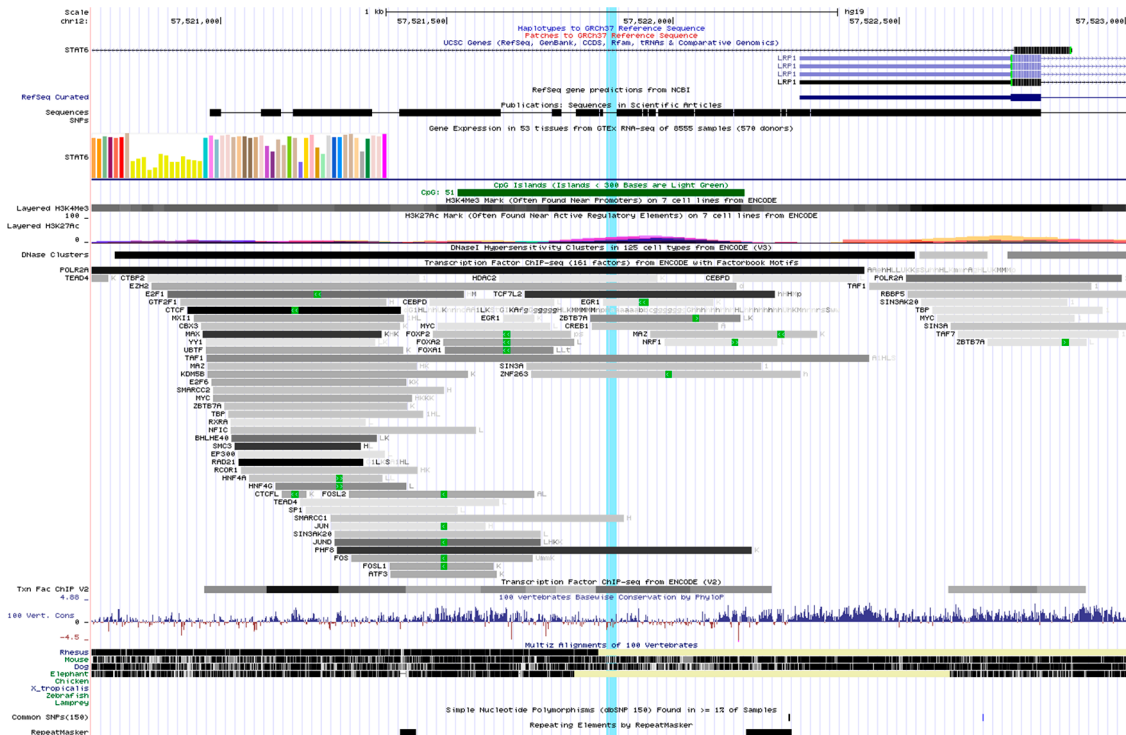 Scale 1 kb hg19
chr12: 57,521,000 57,521,500 57,522,000 57,522,500 57,523,000
Haplotypes to GRCh37 Reference Sequence
Patches to GRCh37 Reference Sequence
UCSC Genes (RefSeq, GenBank, CCDS, Rfam, tRNAs & Comparative Genomics)
STAT6
LRP1
LRP1
LRP1
LRP1
RefSeq gene predictions from NCBI
RefSeq Curated
Publications: Sequences in Scientific Articles
Sequences
SNPs
Gene Expression in 53 tissues from GTEx RNA-seq of 8555 samples (570 donors)
STAT6
CpG Islands (Islands < 300 Bases are Light Green)
CpG: 51
H3K4Me3 Mark (Often Found Near Promoters) on 7 cell lines from ENCODE
Layered H3K4Me3
H3K27Ac Mark (Often Found Near Active Regulatory Elements) on 7 cell lines from ENCODE
100 _
Layered H3K27Ac
0 _
DNaseI Hypersensitivity Clusters in 125 cell types from ENCODE (V3)
DNase Clusters
Transcription Factor ChIP-seq (161 factors) from ENCODE with Factorbook Motifs
POLR2A
TEAD4 K CTBP2 HDAC2 CEBPD POLR2A
EZH2 TAF1
E2F1 TCF7L2 RBBF5
GTF2F1 CEBPD EGR1 SIN3AK20
CTCF TBP
MXI1 EGR1 ZBTB7A LK MYC
CBX3 MYC CREB1 SIN3A
MAX FOXP2 MAZ K TAF7
YY1 FOXA2 L NRF1 ZBTB7A
UBTF FOXA1 LLt
TAF1
MAZ SIN3A
KDM5B K ZNF263
E2F6
SMARCC2
MYC
ZBTB7A K
TBP
RXRA
NFIC L
BHLHE40 LK
SMC3
EP300
RAD21
RCOR1
HNF4A
HNF4G L
CTCFL K FOSL2 AL
TEAD4
SP1
SMARCC1
JUN
SIN3AK20
JUND
PHF8 K
FOS
FOSL1 K
ATF3 K
Transcription Factor ChIP-seq from ENCODE (V2)
Txn Fac ChIP V2
4.88 _
100 vertebrates Basewise Conservation by PhyloP
100 Vert. Cons
0 -
-4.5 _
Multiz Alignments of 100 Vertebrates
Rhesus
Mouse
Dog
Elephant
Chicken
X_tropicalis
Zebrafish
Lamprey
Simple Nucleotide Polymorphisms (dbSNP 150) Found in >= 1% of Samples
Common SNPs(150)
Repeating Elements by RepeatMasker
RepeatMasker